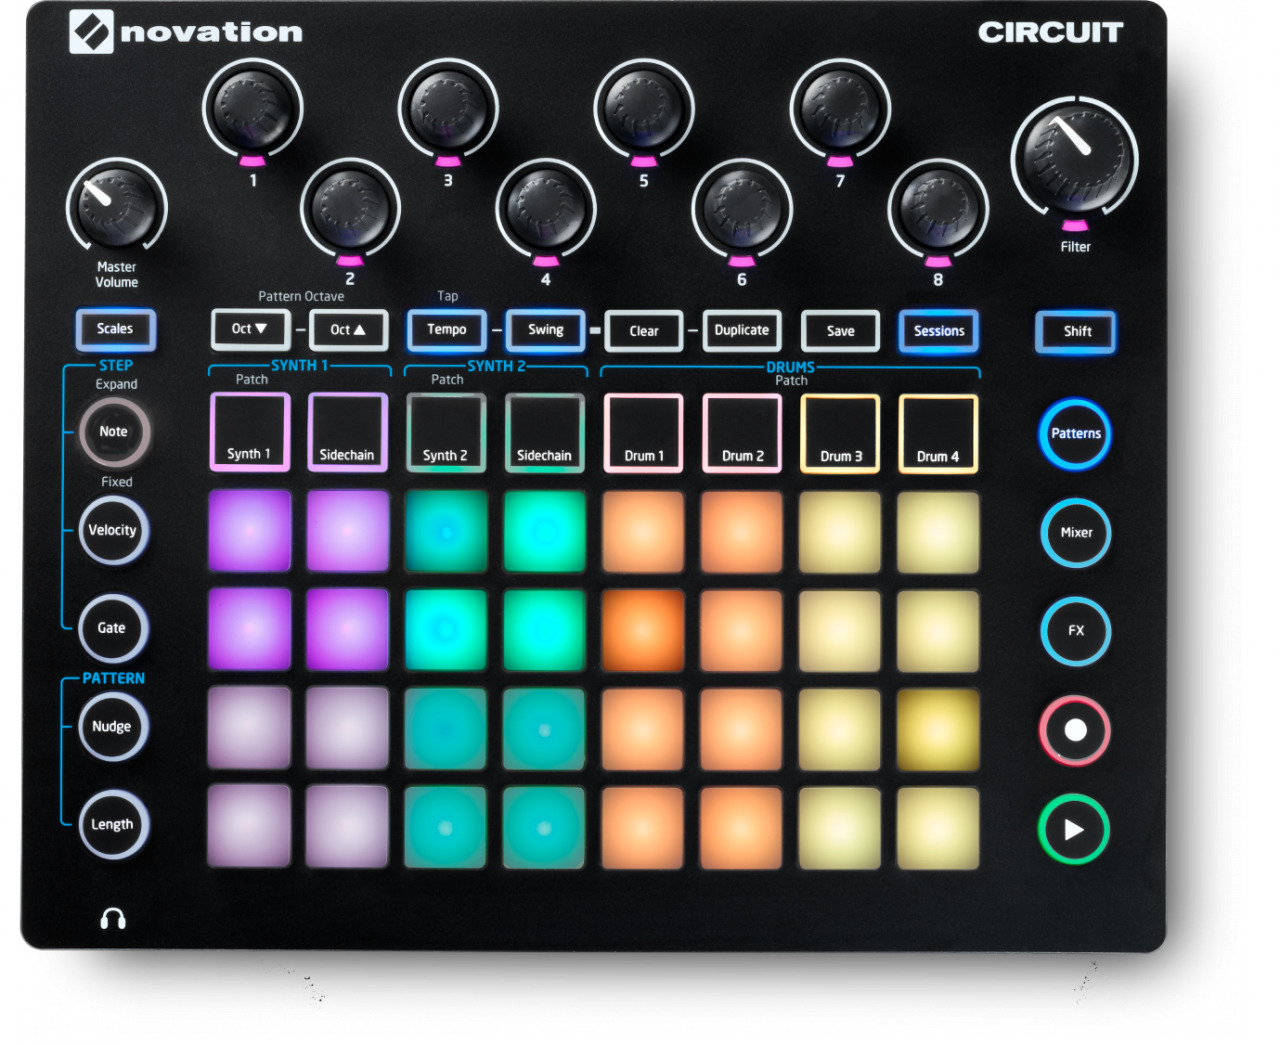 novation
CIRCUIT
1
3
5
7
2
4
6
8
Filter
Master
Volume
Pattern Octave
Tap
Scales
Oct ▼
Oct ▲
Tempo
Swing
Clear
Duplicate
Save
Sessions
Shift
STEP
SYNTH 1
SYNTH 2
DRUMS
Expand
Patch
Patch
Patch
Note
Synth 1
Sidechain
Synth 2
Sidechain
Drum 1
Drum 2
Drum 3
Drum 4
Patterns
Fixed
Velocity
Mixer
Gate
FX
PATTERN
Nudge
Length